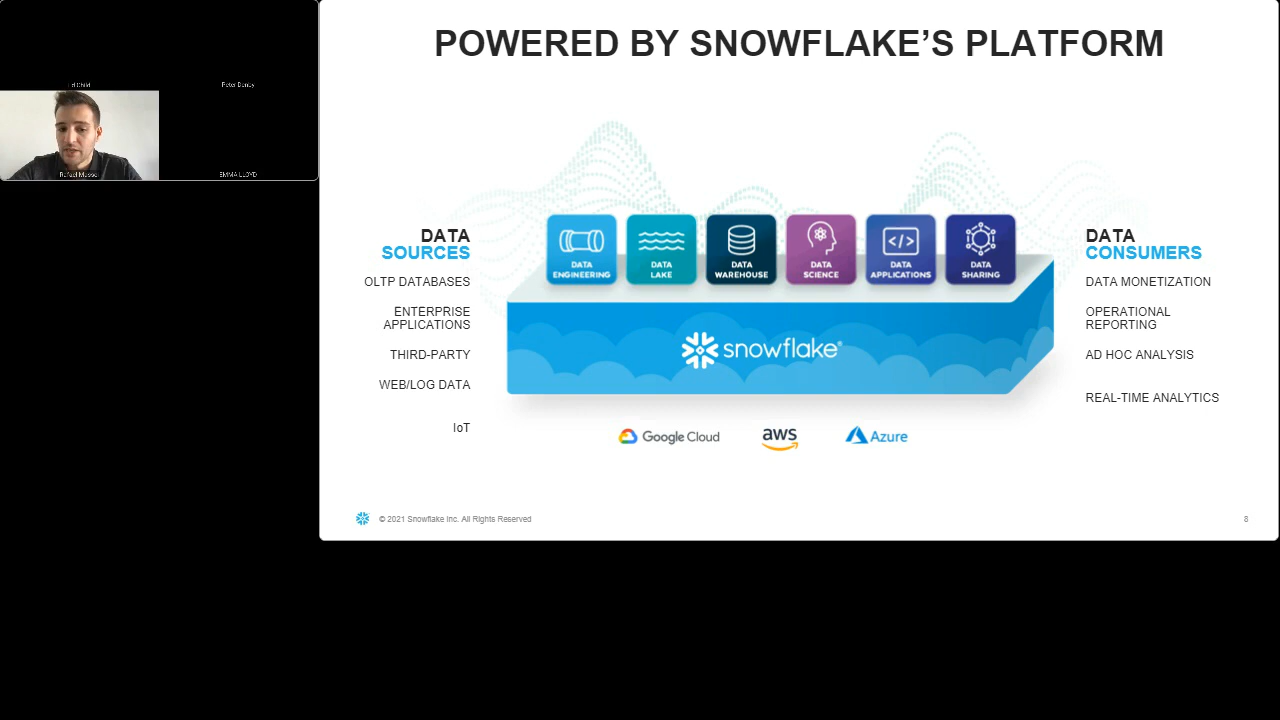 POWERED BY SNOWFLAKE’S PLATFORM
Peter Danby
EMMA LLOYD
DATA
SOURCES
OLTP DATABASES
ENTERPRISE
APPLICATIONS
THIRD-PARTY
WEB/LOG DATA
IoT
DATA
ENGINEERING
DATA
LAKE
DATA
WAREHOUSE
DATA
SCIENCE
DATA
APPLICATIONS
DATA
SHARING
snowflake®
Google Cloud
aws
Azure
DATA
CONSUMERS
DATA MONETIZATION
OPERATIONAL
REPORTING
AD HOC ANALYSIS
REAL-TIME ANALYTICS
© 2021 Snowflake Inc. All Rights Reserved
8